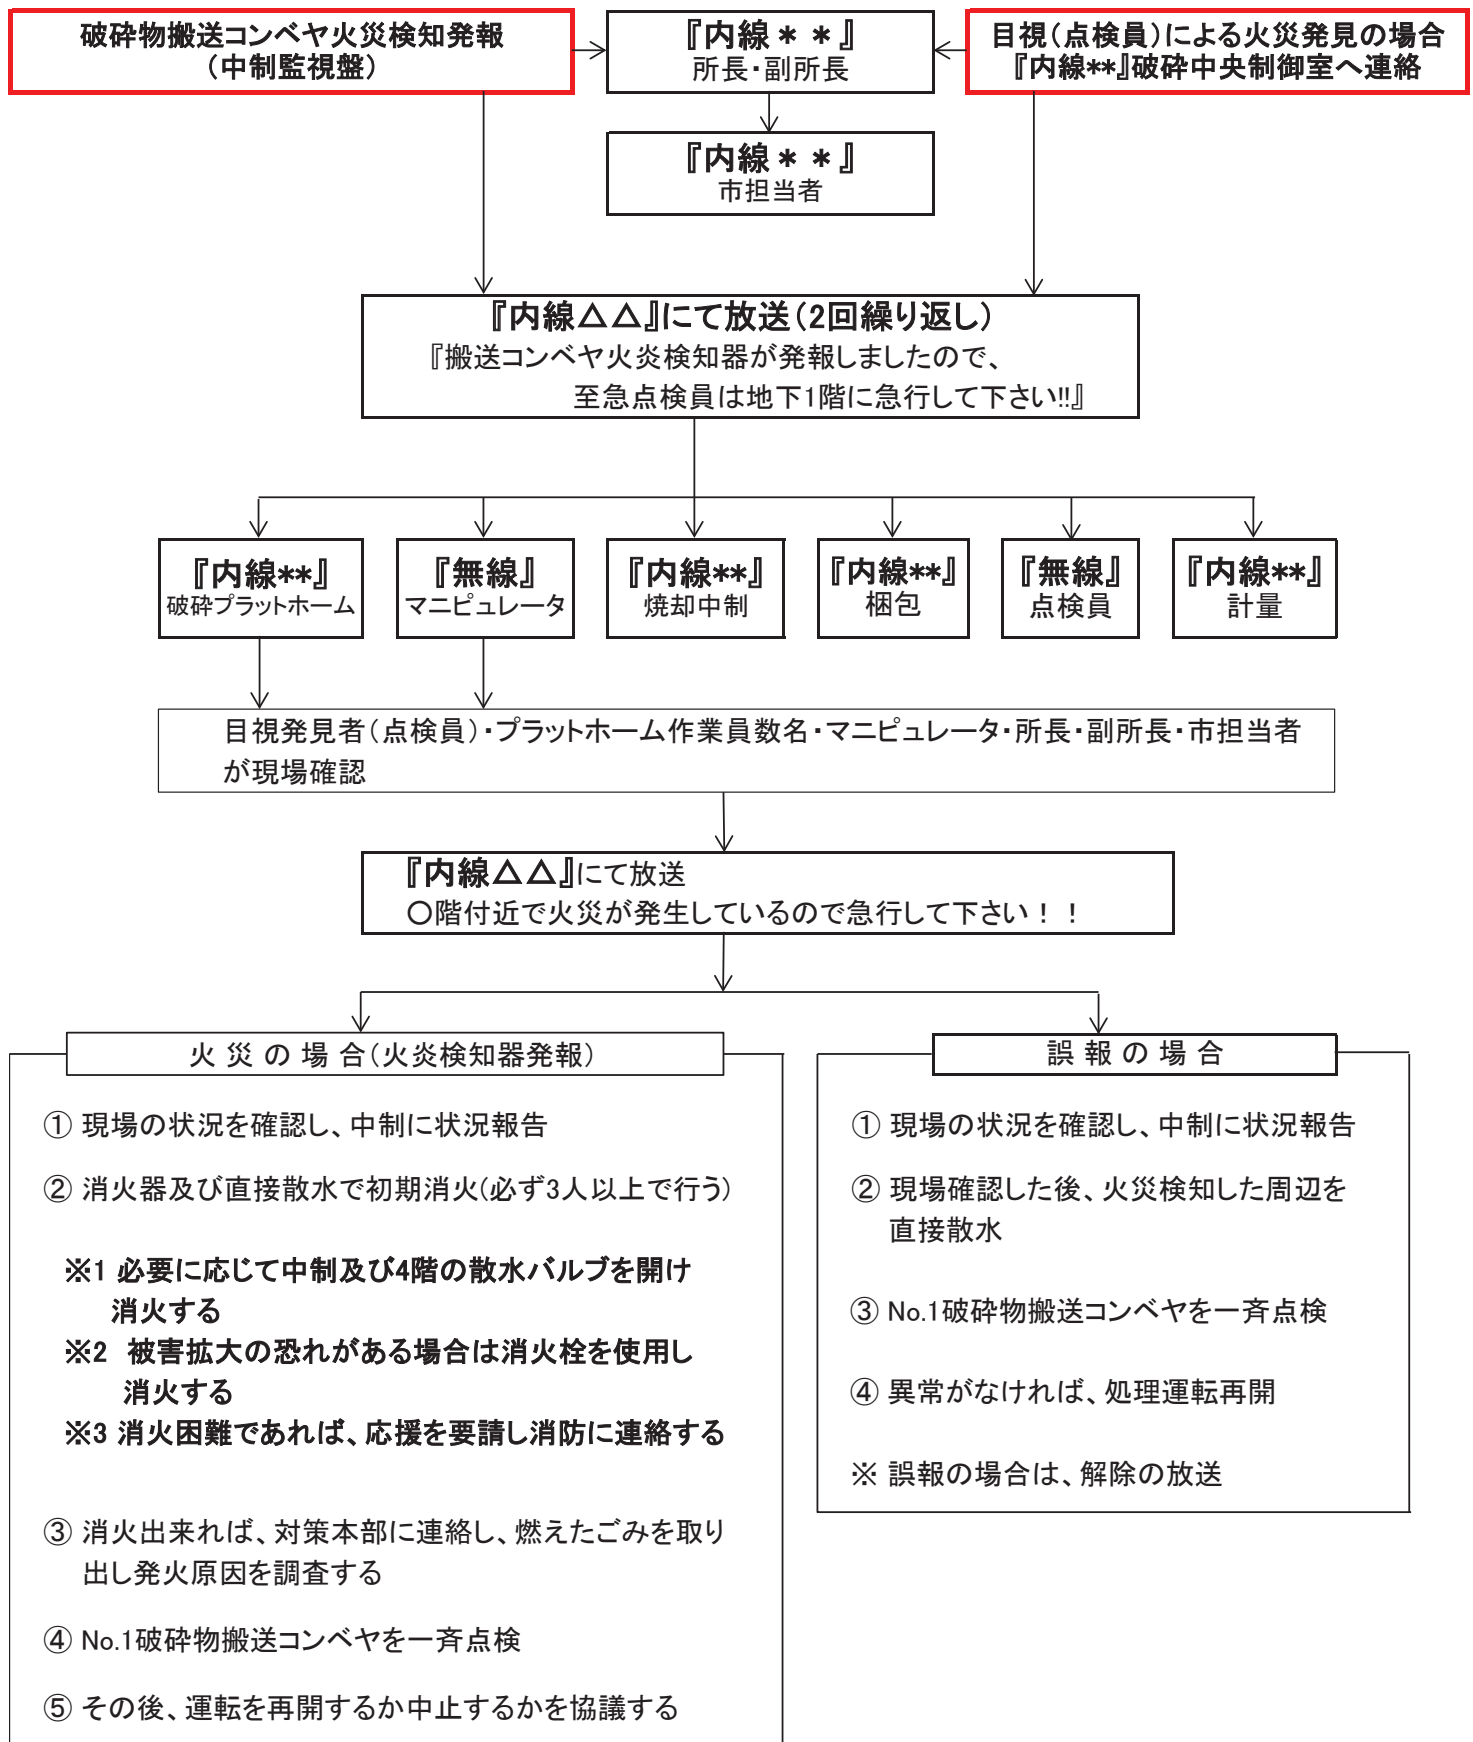 破砕物搬送コンベヤ火災検知発報
（中制監視盤）
『内線＊＊』
所長・副所長
目視（点検員）による火災発見の場合
『内線**』破砕中央制御室へ連絡
『内線＊＊』
市担当者
『内線△△』にて放送（2回繰り返し）
『搬送コンベヤ火炎検知器が発報しましたので、
至急点検員は地下1階に急行して下さい!!』
『内線**』
破砕プラットホーム
『無線』
マニピュレータ
『内線**』
焼却中制
『内線**』
梱包
『無線』
点検員
『内線**』
計量
目視発見者（点検員）・プラットホーム作業員数名・マニピュレータ・所長・副所長・市担当者
が現場確認
『内線△△』にて放送
〇階付近で火災が発生しているので急行して下さい！！
火 災 の 場 合（火炎検知器発報）
① 現場の状況を確認し、中制に状況報告
② 消火器及び直接散水で初期消火(必ず3人以上で行う)
※1 必要に応じて中制及び4階の散水バルブを開け
消火する
※2 被害拡大の恐れがある場合は消火栓を使用し
消火する
※3 消火困難であれば、応援を要請し消防に連絡する
③ 消火出来れば、対策本部に連絡し、燃えたごみを取り
出し発火原因を調査する
④ No.1破砕物搬送コンベヤを一斉点検
⑤ その後、運転を再開するか中止するかを協議する
誤 報 の 場 合
① 現場の状況を確認し、中制に状況報告
② 現場確認した後、火災検知した周辺を
直接散水
③ No.1破砕物搬送コンベヤを一斉点検
④ 異常がなければ、処理運転再開
※ 誤報の場合は、解除の放送